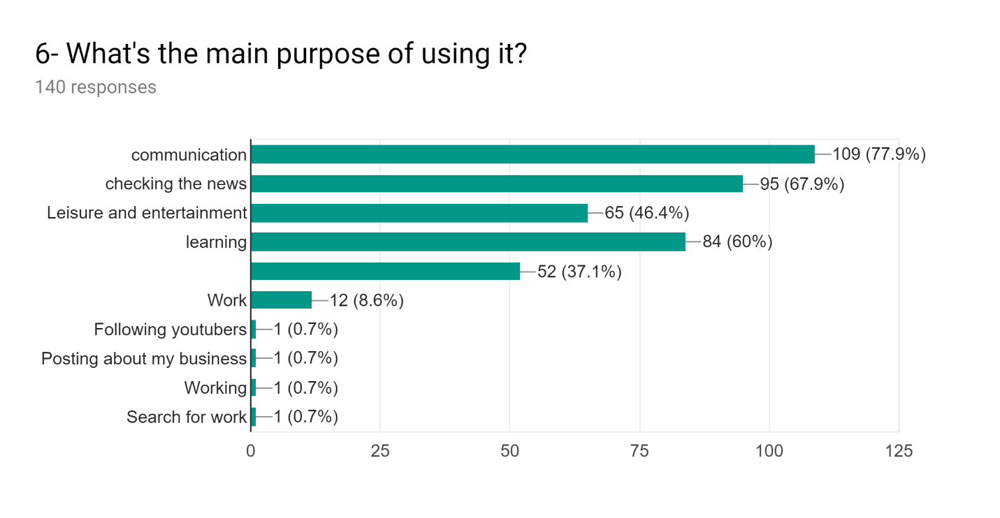 6- What's the main purpose of using it?
140 responses
communication 109 (77.9%)
checking the news 95 (67.9%)
Leisure and entertainment 65 (46.4%)
learning 84 (60%)
52 (37.1%)
Work 12 (8.6%)
Following youtubers 1 (0.7%)
Posting about my business 1 (0.7%)
Working 1 (0.7%)
Search for work 1 (0.7%)
0 25 50 75 100 125